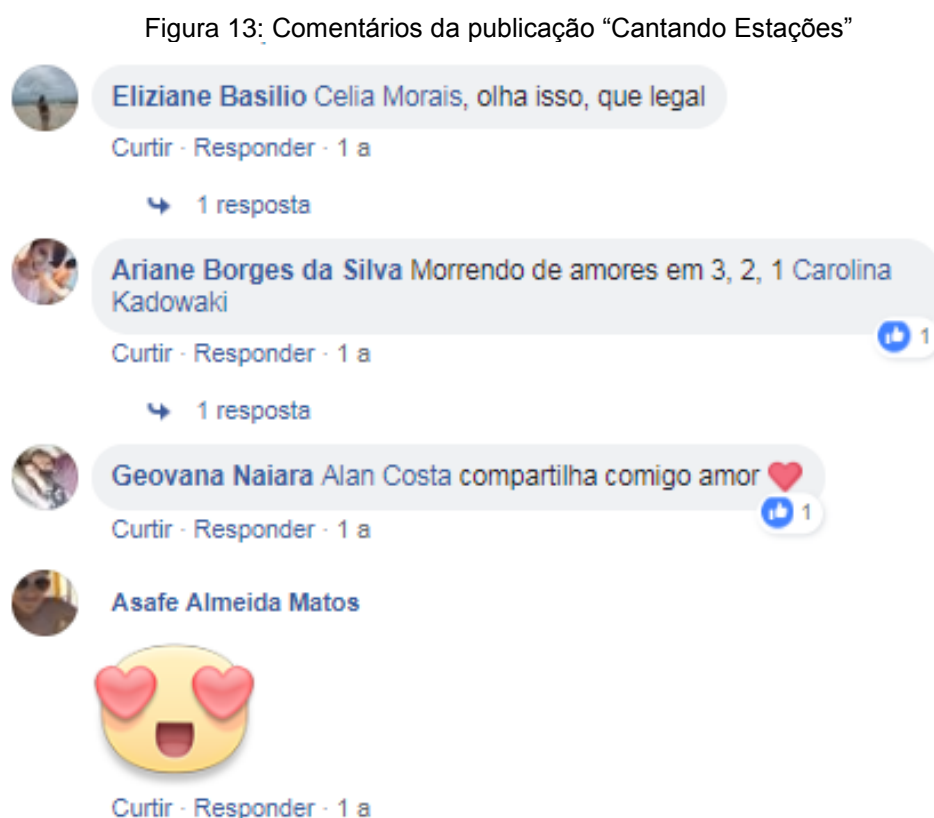 Figura 13: Comentários da publicação “Cantando Estações”
Eliziane Basilio Celia Morais, olha isso, que legal
Curtir · Responder · 1 a
1 resposta
Ariane Borges da Silva Morrendo de amores em 3, 2, 1 Carolina
Kadowaki
1
Curtir · Responder · 1 a
1 resposta
Geovana Naiara Alan Costa compartilha comigo amor
1
Curtir · Responder · 1 a
Asafe Almeida Matos
Curtir · Responder · 1 a